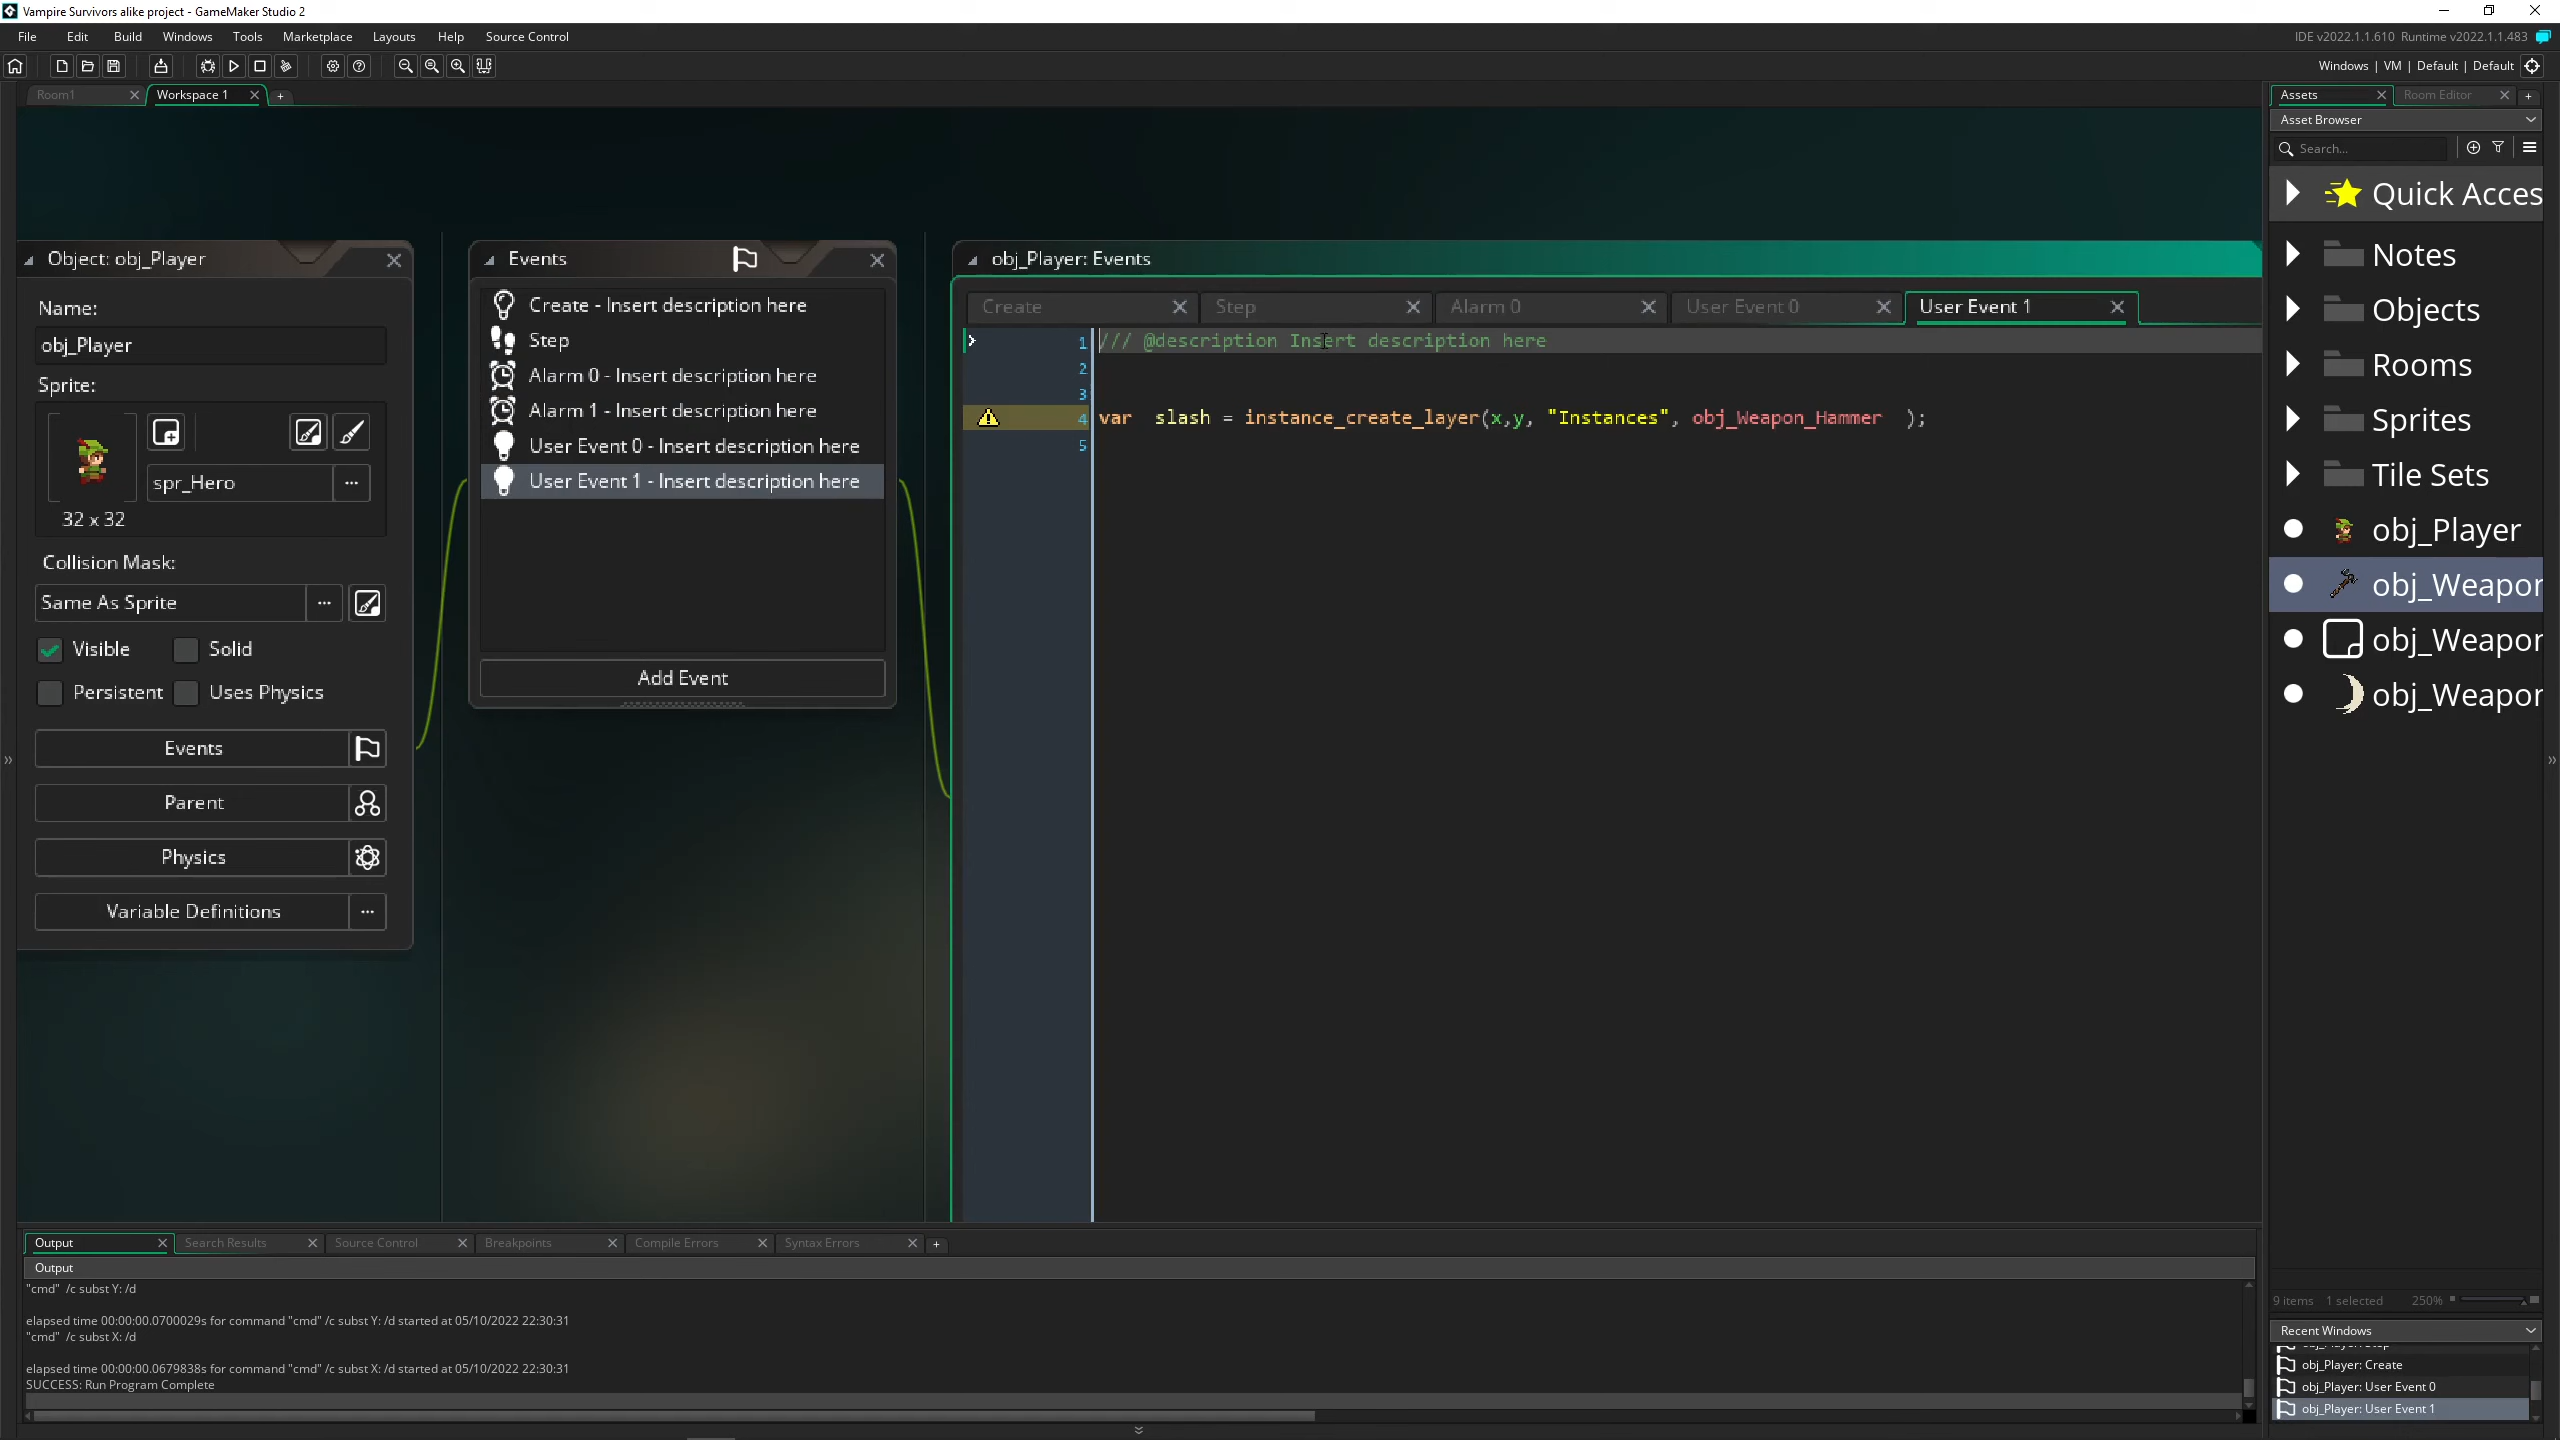 Vampire Survivors alike project - GameMaker Studio 2
File Edit Build Windows Tools Marketplace Layouts Help Source Control
IDE v2022.1.1.610 Runtime v2022.1.1.483
Windows | VM | Default | Default
Room1
Workspace 1
Assets
Room Editor
Asset Browser
Search...
Quick Acces
Notes
Objects
Rooms
Sprites
Tile Sets
obj_Player
obj_Weapon
obj_Weapon
obj_Weapon
Object: obj_Player
Name:
obj_Player
Sprite:
spr_Hero
...
32 x 32
Collision Mask:
Same As Sprite
...
Visible
Solid
Persistent
Uses Physics
Events
Parent
Physics
Variable Definitions
...
Events
Create - Insert description here
Step
Alarm 0 - Insert description here
Alarm 1 - Insert description here
User Event 0 - Insert description here
User Event 1 - Insert description here
Add Event
obj_Player: Events
Create
Step
Alarm 0
User Event 0
User Event 1
1 /// @description Insert description here
2
3
4 var  slash = instance_create_layer(x,y, "Instances", obj_Weapon_Hammer  );
5
Output
Search Results
Source Control
Breakpoints
Compile Errors
Syntax Errors
Output
"cmd"  /c subst Y: /d
elapsed time 00:00:00.0700029s for command "cmd" /c subst Y: /d started at 05/10/2022 22:30:31
"cmd"  /c subst X: /d
elapsed time 00:00:00.0679838s for command "cmd" /c subst X: /d started at 05/10/2022 22:30:31
SUCCESS: Run Program Complete
9 items
1 selected
250%
Recent Windows
obj_Player: Create
obj_Player: User Event 0
obj_Player: User Event 1